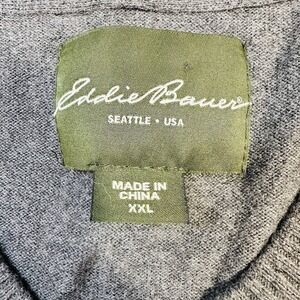 Eddie Bauer
SEATTLE • USA
MADE IN
CHINA
XXL